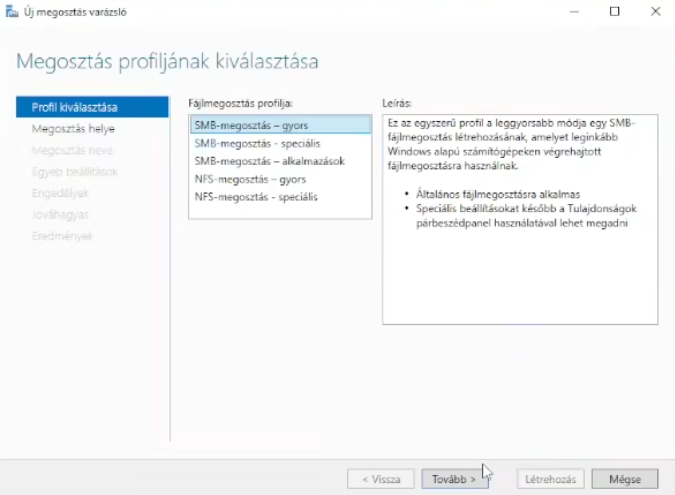 Új megosztás varázsló
Megosztás profiljának kiválasztása
Profil kiválasztása
Megosztás helye
Megosztás neve
Egyéb beállítások
Engedélyek
Jóváhagyás
Eredmények
Fájlmegosztás profilja:
SMB-megosztás – gyors
SMB-megosztás - speciális
SMB-megosztás – alkalmazások
NFS-megosztás – gyors
NFS-megosztás - speciális
Leírás:
Ez az egyszerű profil a leggyorsabb módja egy SMB-
fájlmegosztás létrehozásának, amelyet leginkább
Windows alapú számítógépeken végrehajtott
fájlmegosztásra használnak.
• Általános fájlmegosztásra alkalmas
• Speciális beállításokat később a Tulajdonságok
párbeszédpanel használatával lehet megadni
< Vissza
Tovább >
Létrehozás
Mégse